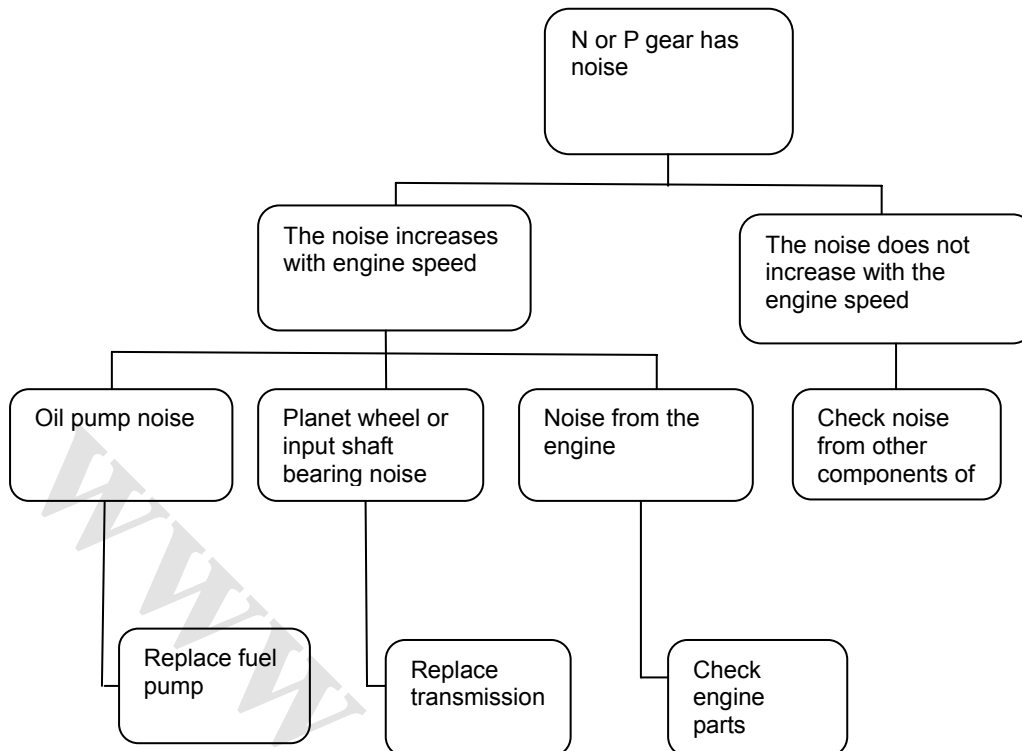 N or P gear has
noise
The noise increases
with engine speed
The noise does not
increase with the
engine speed
Oil pump noise
Planet wheel or
input shaft
bearing noise
Noise from the
engine
Check noise
from other
components of
Replace fuel
pump
Replace
transmission
Check
engine
parts
www